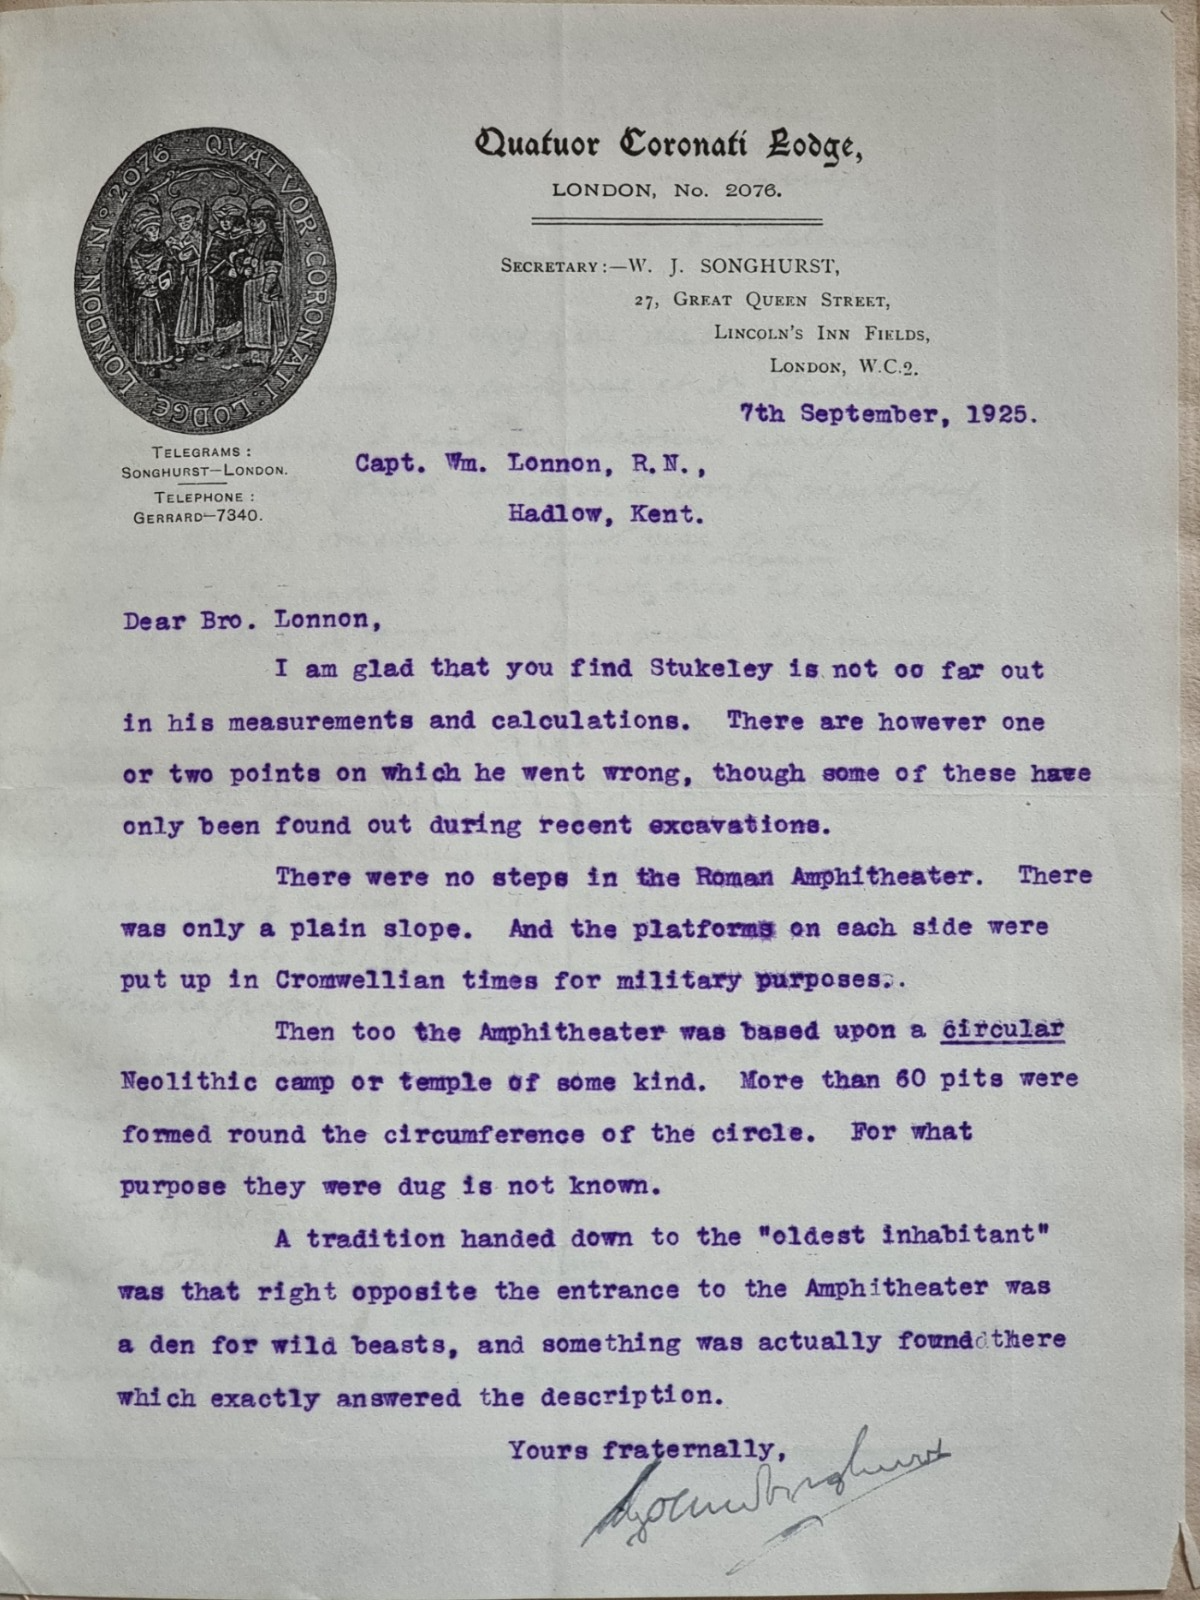 QVATVOR · CORONATI · LODGE · LONDON · No 2076
Quatuor Coronati Lodge,
LONDON, No. 2076.
SECRETARY:—W. J. SONGHURST,
27, GREAT QUEEN STREET,
LINCOLN'S INN FIELDS,
LONDON, W.C.2.
7th September, 1925.
TELEGRAMS:
SONGHURST—LONDON.
TELEPHONE:
GERRARD—7340.
Capt. Wm. Lonnon, R.N.,
Hadlow, Kent.
Dear Bro. Lonnon,
I am glad that you find Stukeley is not oo far out
in his measurements and calculations. There are however one
or two points on which he went wrong, though some of these have
only been found out during recent excavations.
There were no steps in the Roman Amphitheater. There
was only a plain slope. And the platforms on each side were
put up in Cromwellian times for military purposes..
Then too the Amphitheater was based upon a circular
Neolithic camp or temple of some kind. More than 60 pits were
formed round the circumference of the circle. For what
purpose they were dug is not known.
A tradition handed down to the "oldest inhabitant"
was that right opposite the entrance to the Amphitheater was
a den for wild beasts, and something was actually foundd there
which exactly answered the description.
Yours fraternally,